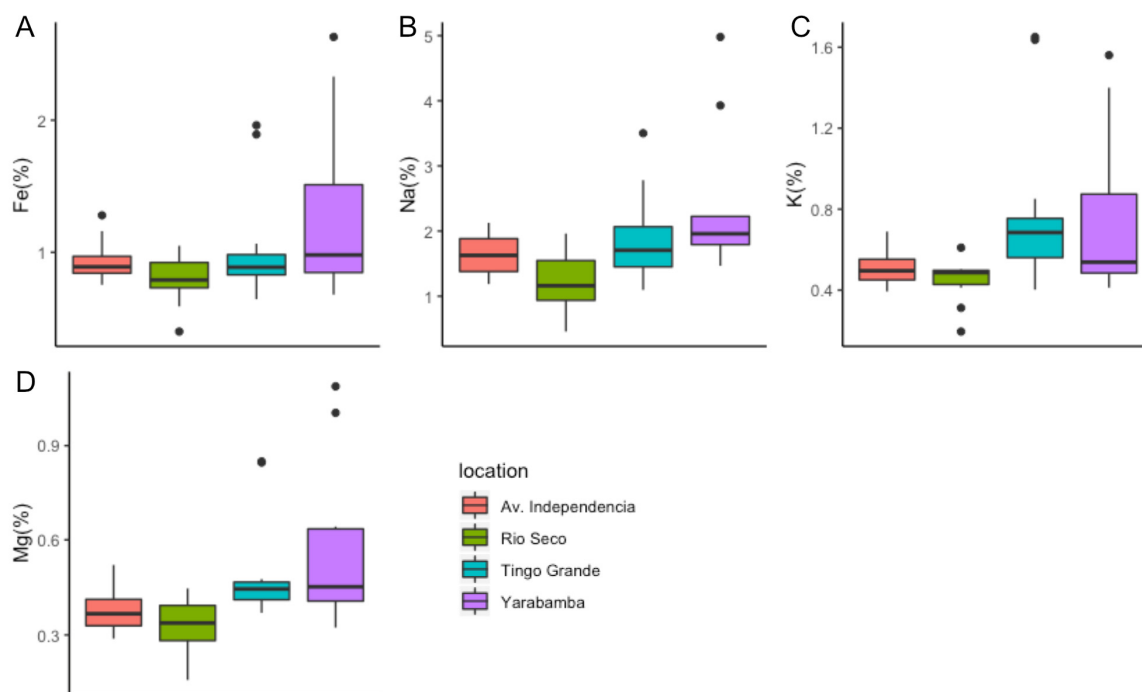 A
Fe(%)
2
1
B
Na(%)
5
4
3
2
1
C
K(%)
1.6
1.2
0.8
0.4
D
Mg(%)
0.9
0.6
0.3
location
Av. Independencia
Rio Seco
Tingo Grande
Yarabamba